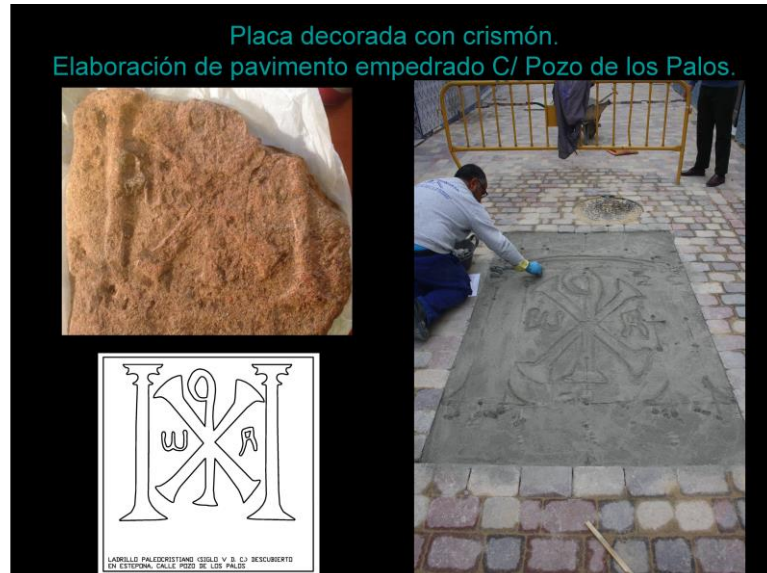 Placa decorada con crismón.
Elaboración de pavimento empedrado C/ Pozo de los Palos.
ω A
LADRILLO PALEOCRISTIANO (SIGLO V D. C.) DESCUBIERTO
EN ESTEPONA. CALLE POZO DE LOS PALOS